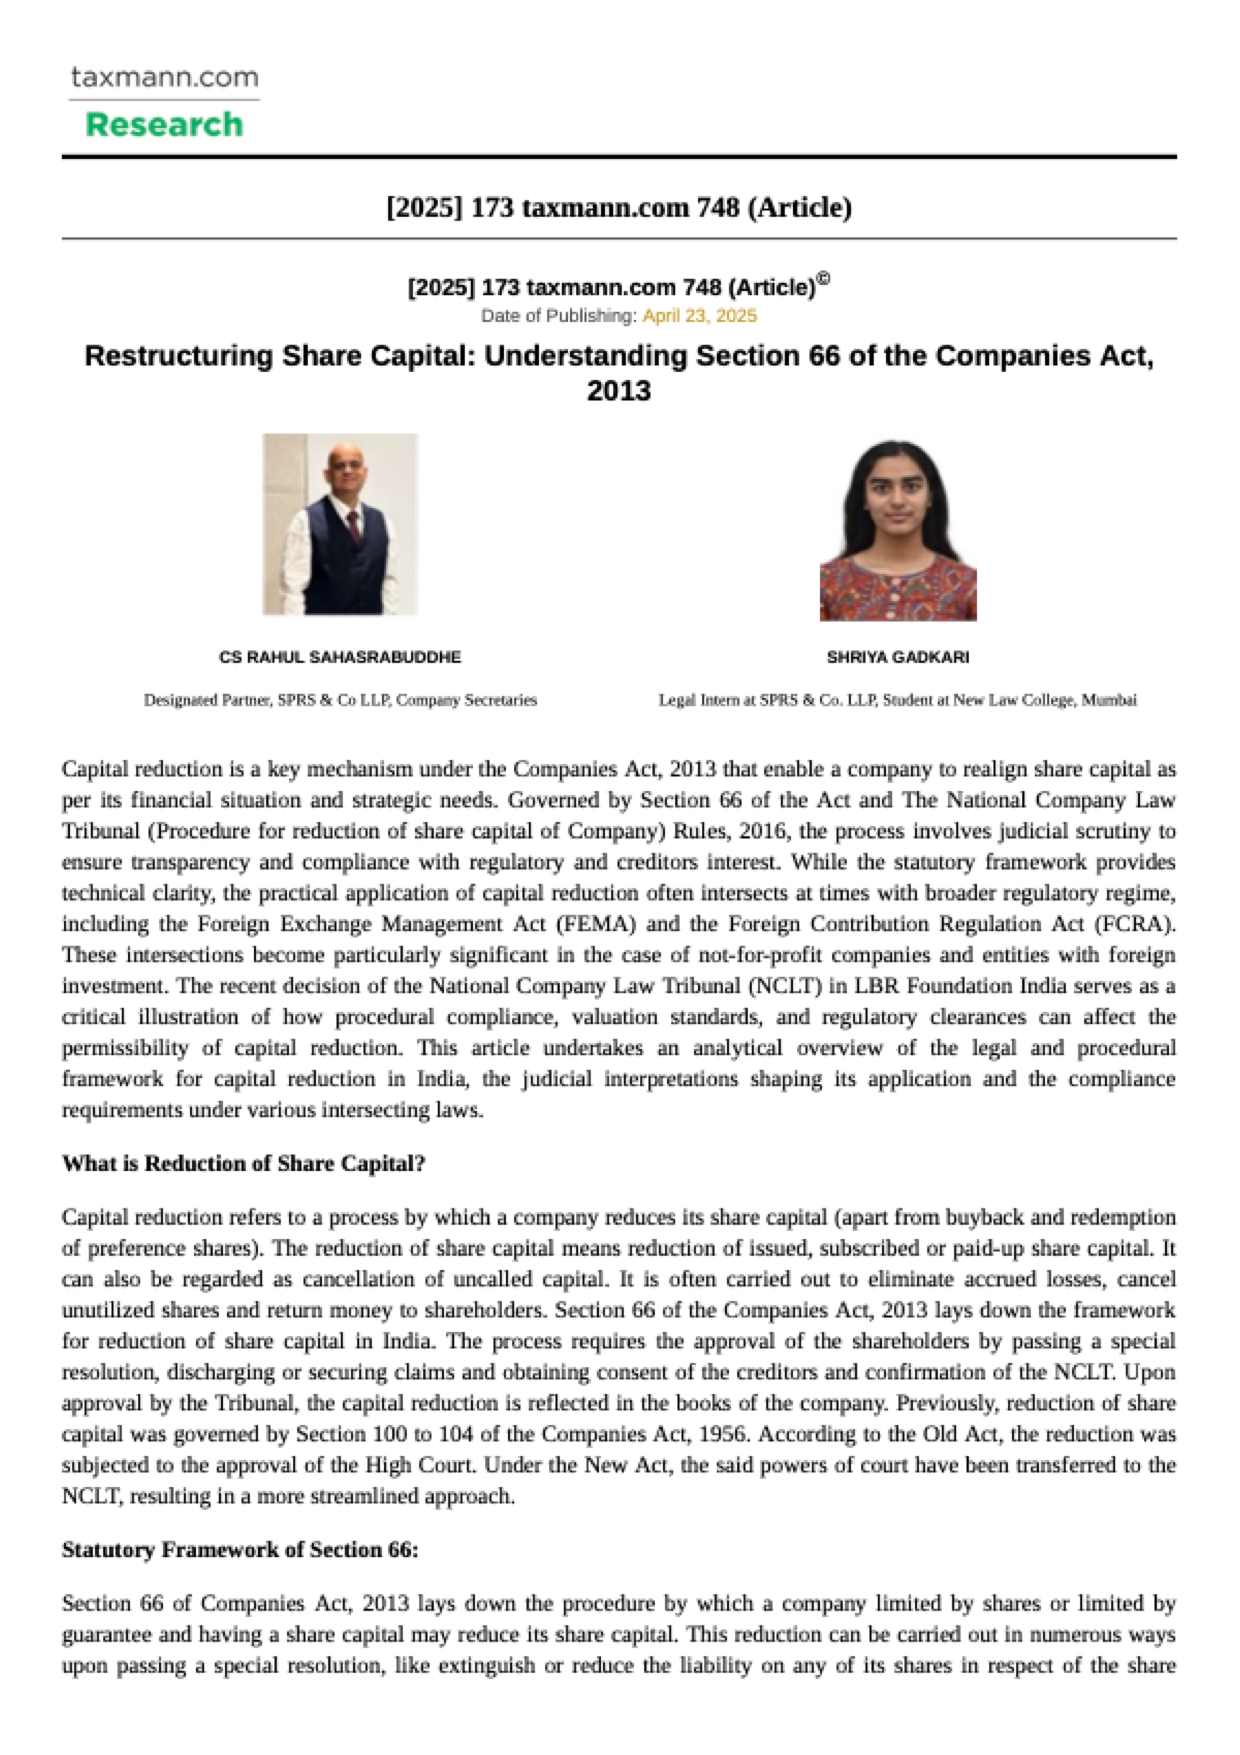 taxmann.com
Research
[2025] 173 taxmann.com 748 (Article)
[2025] 173 taxmann.com 748 (Article)©
Date of Publishing: April 23, 2025
Restructuring Share Capital: Understanding Section 66 of the Companies Act,
2013
CS RAHUL SAHASRABUDDHE
Designated Partner, SPRS & Co LLP, Company Secretaries
SHRIYA GADKARI
Legal Intern at SPRS & Co. LLP, Student at New Law College, Mumbai
Capital reduction is a key mechanism under the Companies Act, 2013 that enable a company to realign share capital as
per its financial situation and strategic needs. Governed by Section 66 of the Act and The National Company Law
Tribunal (Procedure for reduction of share capital of Company) Rules, 2016, the process involves judicial scrutiny to
ensure transparency and compliance with regulatory and creditors interest. While the statutory framework provides
technical clarity, the practical application of capital reduction often intersects at times with broader regulatory regime,
including the Foreign Exchange Management Act (FEMA) and the Foreign Contribution Regulation Act (FCRA).
These intersections become particularly significant in the case of not-for-profit companies and entities with foreign
investment. The recent decision of the National Company Law Tribunal (NCLT) in LBR Foundation India serves as a
critical illustration of how procedural compliance, valuation standards, and regulatory clearances can affect the
permissibility of capital reduction. This article undertakes an analytical overview of the legal and procedural
framework for capital reduction in India, the judicial interpretations shaping its application and the compliance
requirements under various intersecting laws.
What is Reduction of Share Capital?
Capital reduction refers to a process by which a company reduces its share capital (apart from buyback and redemption
of preference shares). The reduction of share capital means reduction of issued, subscribed or paid-up share capital. It
can also be regarded as cancellation of uncalled capital. It is often carried out to eliminate accrued losses, cancel
unutilized shares and return money to shareholders. Section 66 of the Companies Act, 2013 lays down the framework
for reduction of share capital in India. The process requires the approval of the shareholders by passing a special
resolution, discharging or securing claims and obtaining consent of the creditors and confirmation of the NCLT. Upon
approval by the Tribunal, the capital reduction is reflected in the books of the company. Previously, reduction of share
capital was governed by Section 100 to 104 of the Companies Act, 1956. According to the Old Act, the reduction was
subjected to the approval of the High Court. Under the New Act, the said powers of court have been transferred to the
NCLT, resulting in a more streamlined approach.
Statutory Framework of Section 66:
Section 66 of Companies Act, 2013 lays down the procedure by which a company limited by shares or limited by
guarantee and having a share capital may reduce its share capital. This reduction can be carried out in numerous ways
upon passing a special resolution, like extinguish or reduce the liability on any of its shares in respect of the share